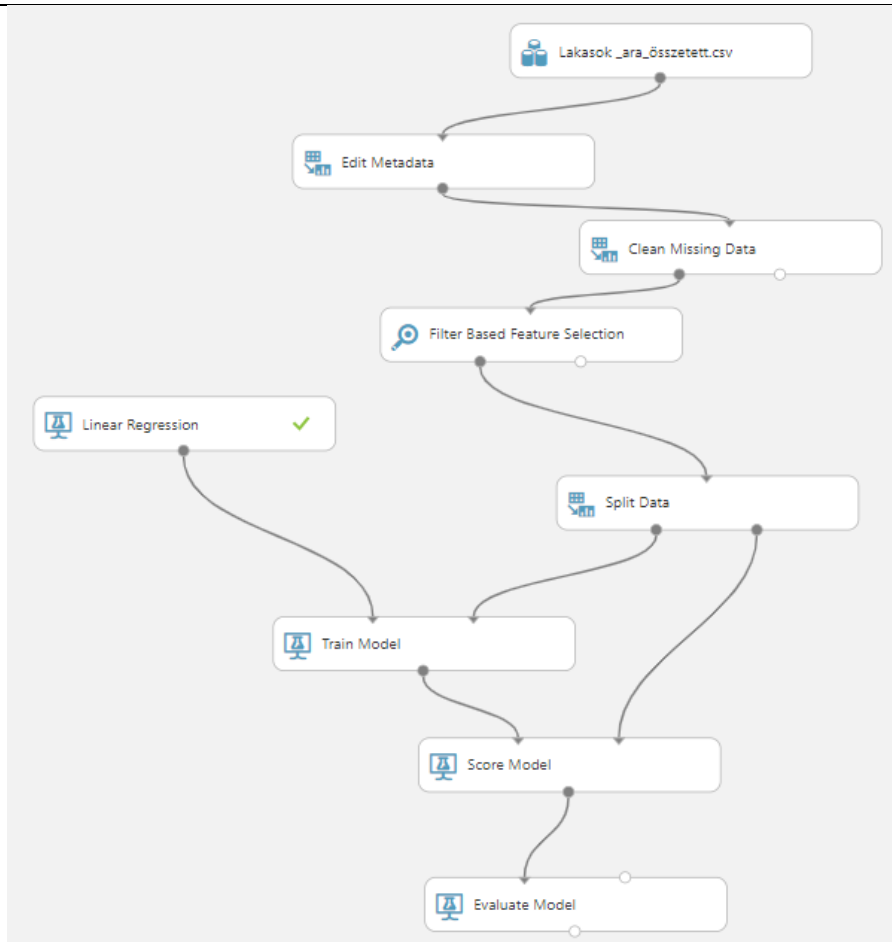 Lakasok _ara_összetett.csv
Edit Metadata
Clean Missing Data
Filter Based Feature Selection
Linear Regression
Split Data
Train Model
Score Model
Evaluate Model